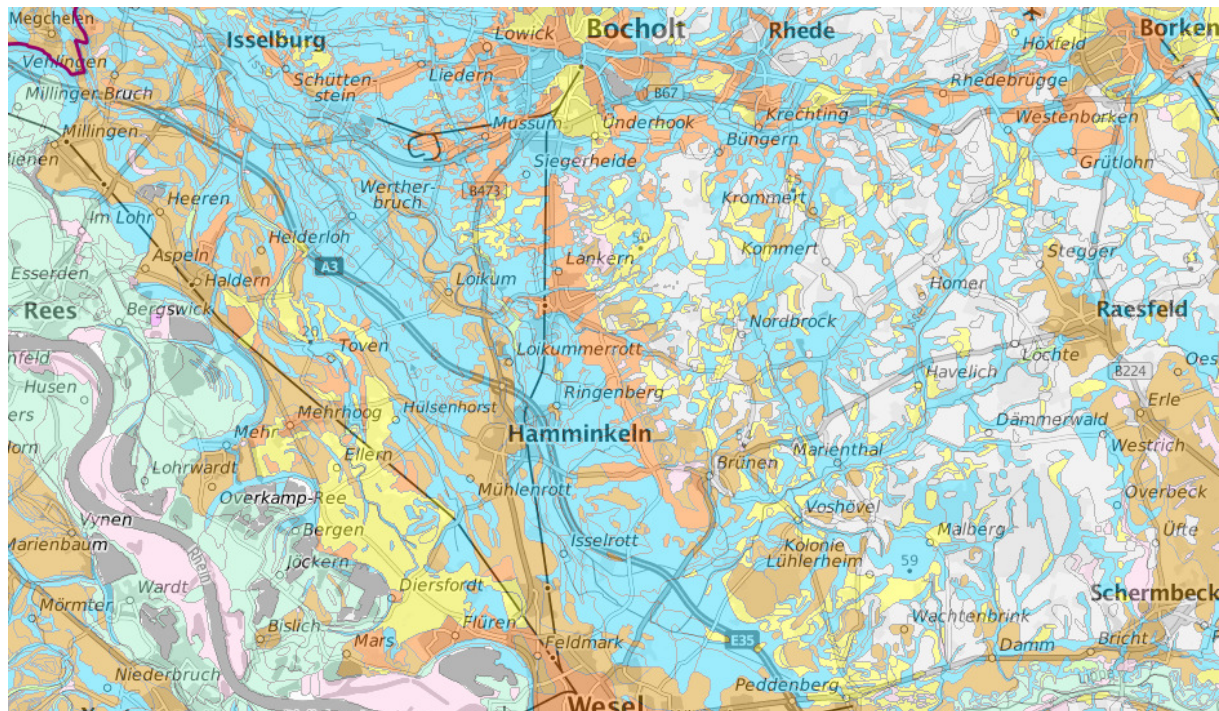 Megchelen
Isselburg
Lowick
Bocholt
Rhede
Höxfeld
Borken
Vehlingen
Liedern
Schütten-
stein
Rhedebrügge
Millinger Bruch
B67
Krechting
Millingen
Mussum
Underhook
Büngern
Westenborken
Siegerheide
Grütlohn
Werther-
bruch
B473
Heeren
Krommert
Im Lohr
Helderloh
50
Kommert
Stegger
Aspeln
A3
Lankern
Esserden
Haldern
Loikum
Homer
Rees
Bergswick
Raesfeld
20
Nordbrock
Toven
Loikummerrott
Löchte
Husen
Havelich
B224
Ringenberg
Mehrhoog
Hülsenhorst
Erle
Mehr
Hamminkeln
Dämmerwald
Westrich
Ellern
Marienthal
Lohrwardt
Brünen
Mühlenrott
Overkamp-Ree
Overbeck
Voshövel
Vynen
Bergen
Malberg
Üfte
Marienbaum
Isselrott
Kolonie
Lühlerheim
Rhein
Jöckern
59
Wardt
Diersfordt
Schermbeck
Mörmter
Bislich
Flüren
Wachtenbrink
Mars
Feldmark
E35
Damm
Bricht
Niederbruch
Peddenberg
Lippe
Wesel